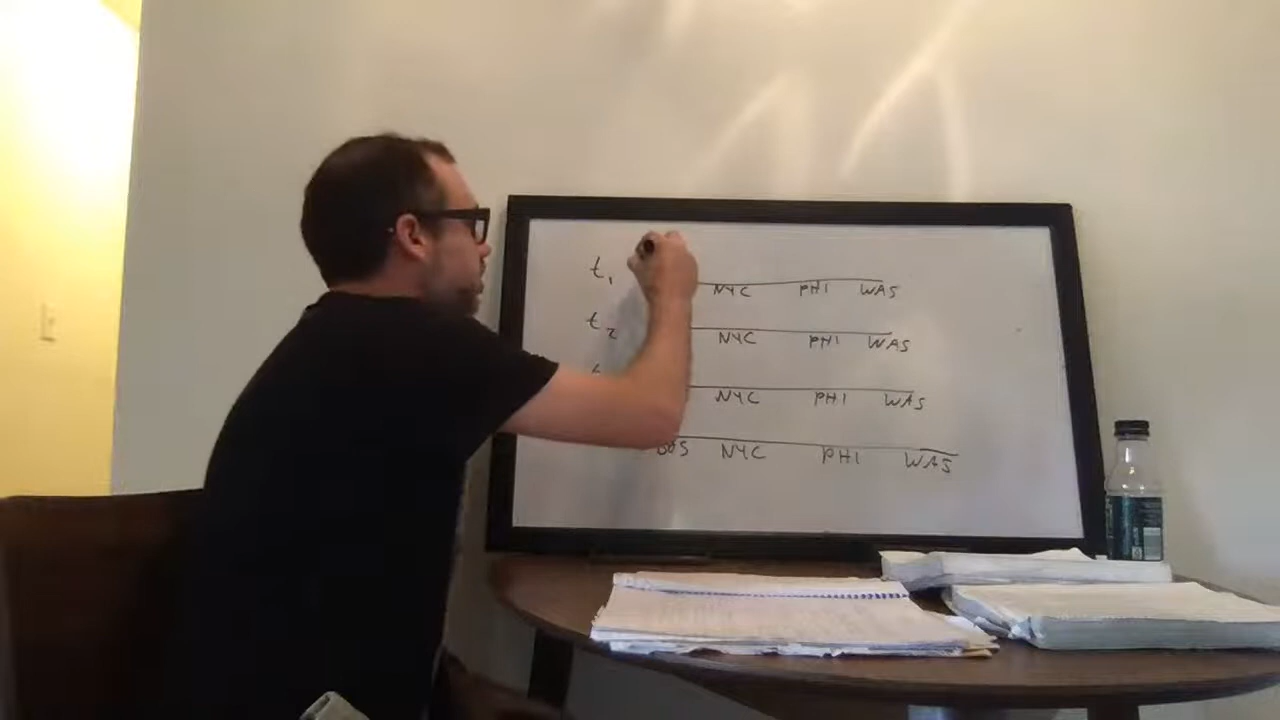 t₁ NYC PHI WAS
t₂ NYC PHI WAS
NYC PHI WAS
BOS NYC PHI WAS